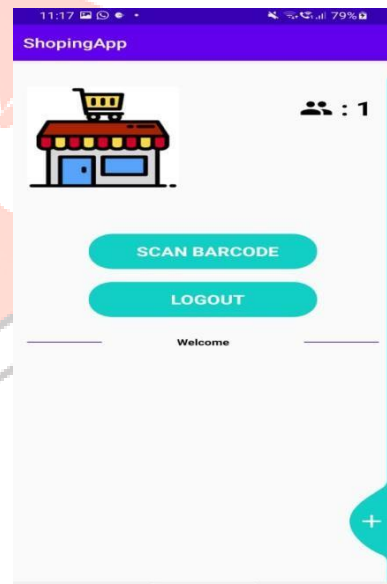 11:17 79%
ShopingApp
: 1
SCAN BARCODE
LOGOUT
Welcome
+